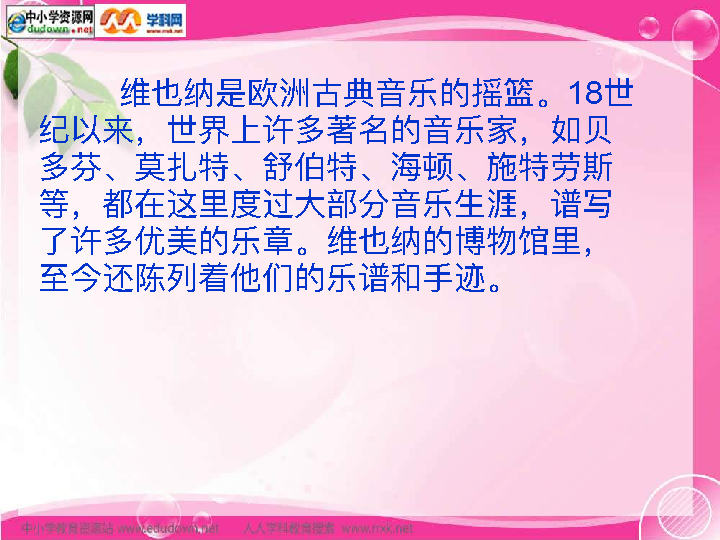 中小学资源网
edudown.net
学科网
www.nxk.net
维也纳是欧洲古典音乐的摇篮。18世
纪以来，世界上许多著名的音乐家，如贝
多芬、莫扎特、舒伯特、海顿、施特劳斯
等，都在这里度过大部分音乐生涯，谱写
了许多优美的乐章。维也纳的博物馆里，
至今还陈列着他们的乐谱和手迹。
中小学教育资源站 www.edudown.net 人人学科教育搜索 www.rrxk.net